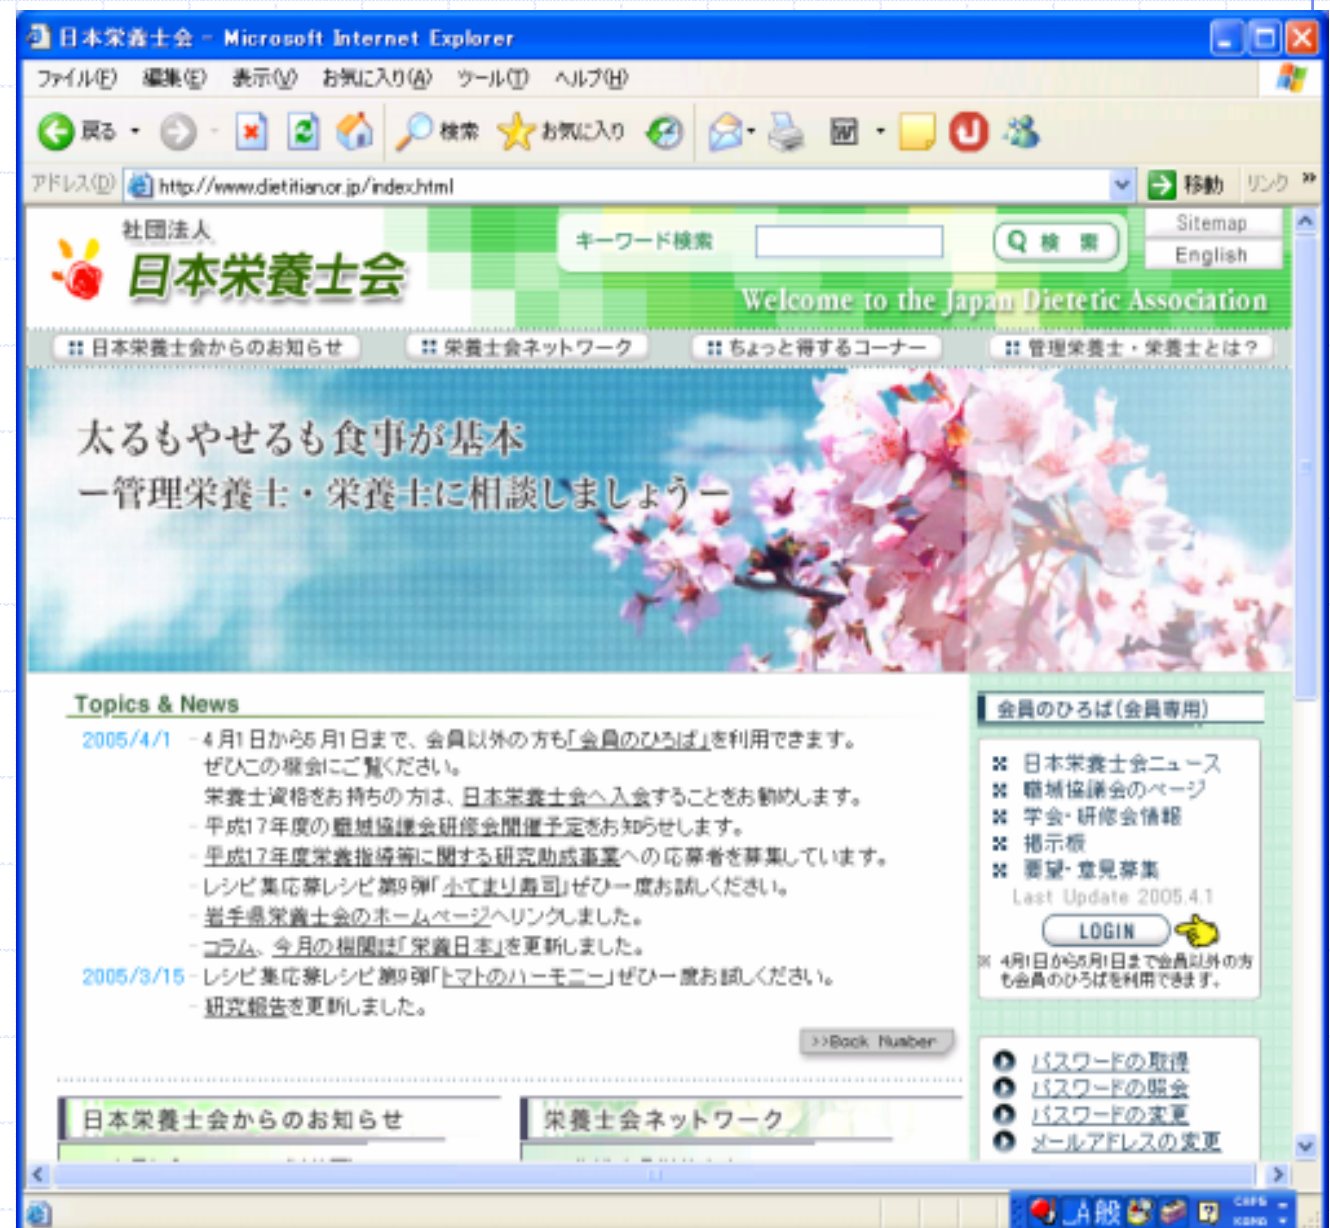 日本栄養士会 - Microsoft Internet Explorer
ファイル(F) 編集(E) 表示(V) お気に入り(A) ツール(T) ヘルプ(H)
戻る 検索 お気に入り
アドレス(D) http://www.dietitian.or.jp/index.html 移動 リンク »
社団法人
日本栄養士会
キーワード検索 検 索
Sitemap
English
Welcome to the Japan Dietetic Association
日本栄養士会からのお知らせ 栄養士会ネットワーク ちょっと得するコーナー 管理栄養士・栄養士とは?
太るもやせるも食事が基本
ー管理栄養士・栄養士に相談しましょうー
Topics & News
2005/4/1 - 4月1日から5月1日まで、会員以外の方も「会員のひろば」を利用できます。
ぜひこの機会にご覧ください。
栄養士資格をお持ちの方は、日本栄養士会へ入会することをお勧めします。
- 平成17年度の職域協議会研修会開催予定をお知らせします。
- 平成17年度栄養指導等に関する研究助成事業への応募者を募集しています。
- レシピ集応募レシピ第9弾「小てまり寿司」ぜひ一度お試しください。
- 岩手県栄養士会のホームページへリンクしました。
- コラム、今月の機関誌「栄養日本」を更新しました。
2005/3/15 - レシピ集応募レシピ第9弾「トマトのハーモニー」ぜひ一度お試しください。
- 研究報告を更新しました。
>>Back Number
日本栄養士会からのお知らせ
栄養士会ネットワーク
会員のひろば(会員専用)
日本栄養士会ニュース
職域協議会のページ
学会・研修会情報
掲示板
要望・意見募集
Last Update 2005.4.1
LOGIN
※ 4月1日から5月1日まで会員以外の方
も会員のひろばを利用できます。
パスワードの取得
パスワードの照会
パスワードの変更
メールアドレスの変更
A 般
CAPS
KANA